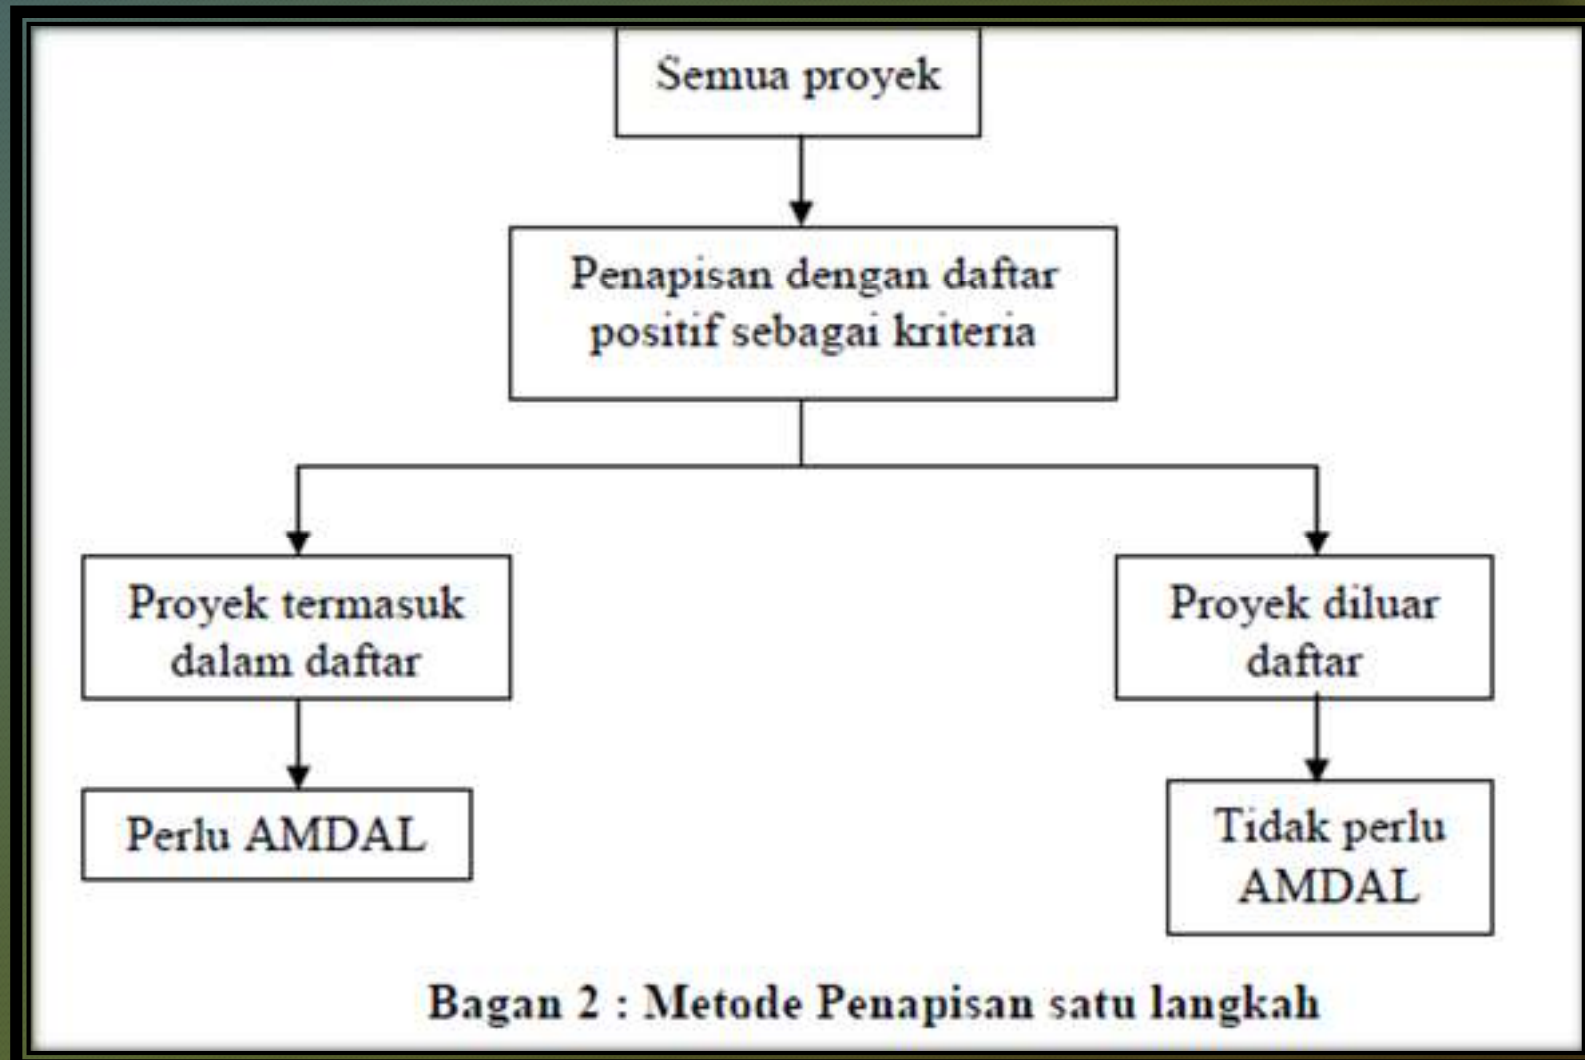 Semua proyek
Penapisan dengan daftar
positif sebagai kriteria
Proyek termasuk
dalam daftar
Proyek diluar
daftar
Perlu AMDAL
Tidak perlu
AMDAL
Bagan 2 : Metode Penapisan satu langkah